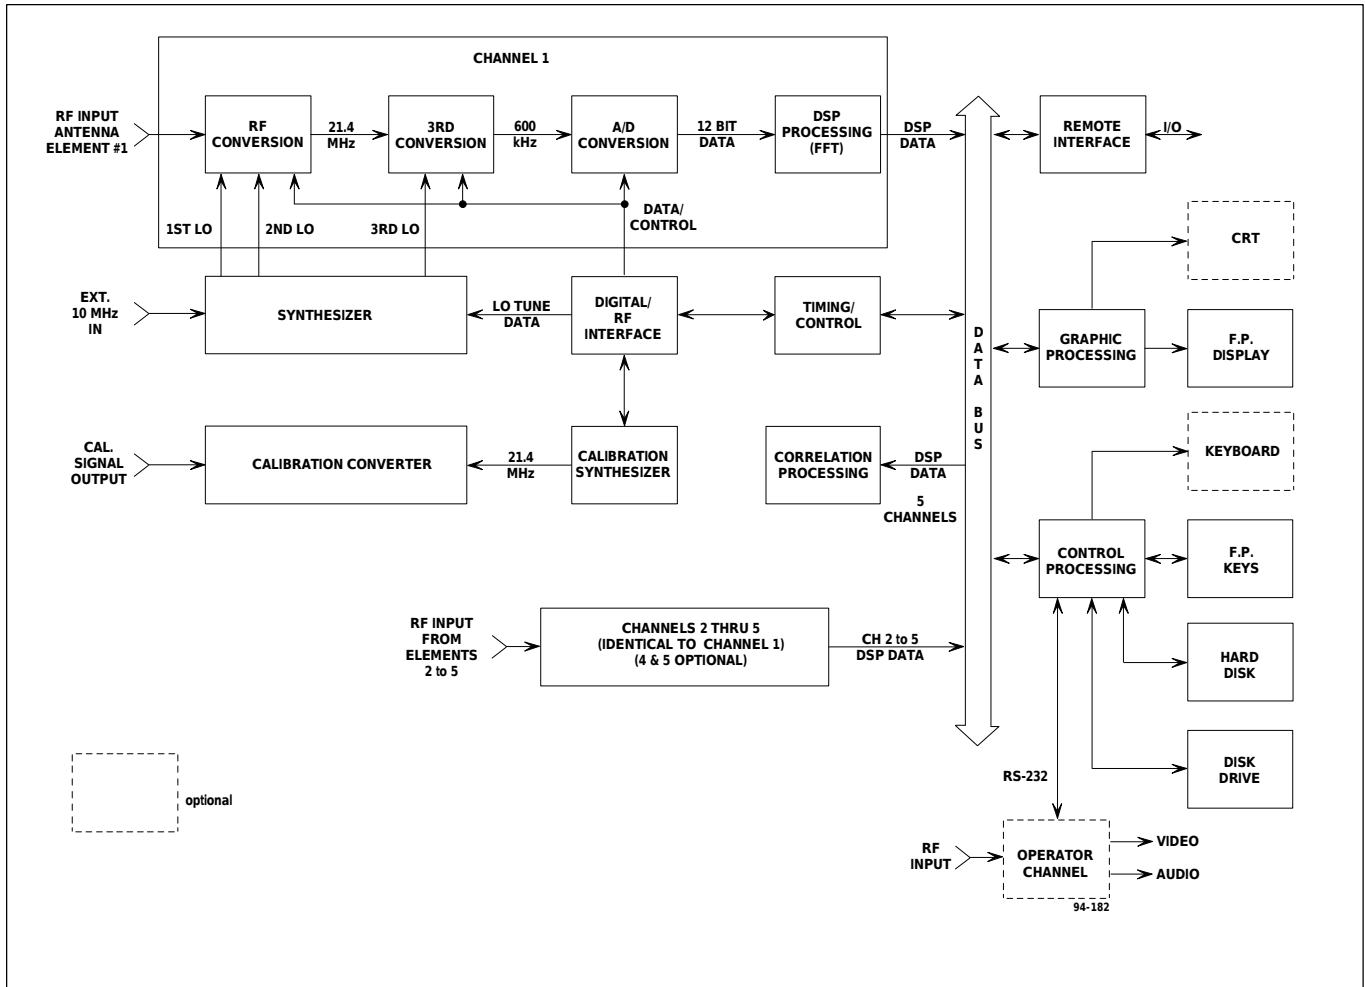 CHANNEL 1
RF INPUT
ANTENNA
ELEMENT #1
RF
CONVERSION
21.4
MHz
3RD
CONVERSION
600
kHz
A/D
CONVERSION
12 BIT
DATA
DSP
PROCESSING
(FFT)
DSP
DATA
REMOTE
INTERFACE
I/O
1ST LO
2ND LO
3RD LO
DATA/
CONTROL
CRT
EXT.
10 MHz
IN
SYNTHESIZER
LO TUNE
DATA
DIGITAL/
RF
INTERFACE
TIMING/
CONTROL
DATA BUS
GRAPHIC
PROCESSING
F.P.
DISPLAY
CAL.
SIGNAL
OUTPUT
CALIBRATION CONVERTER
21.4
MHz
CALIBRATION
SYNTHESIZER
CORRELATION
PROCESSING
DSP
DATA
5
CHANNELS
KEYBOARD
CONTROL
PROCESSING
F.P.
KEYS
RF INPUT
FROM
ELEMENTS
2 to 5
CHANNELS 2 THRU 5
(IDENTICAL TO CHANNEL 1)
(4 & 5 OPTIONAL)
CH 2 to 5
DSP DATA
HARD
DISK
DISK
DRIVE
RS-232
optional
RF
INPUT
OPERATOR
CHANNEL
VIDEO
AUDIO
94-182